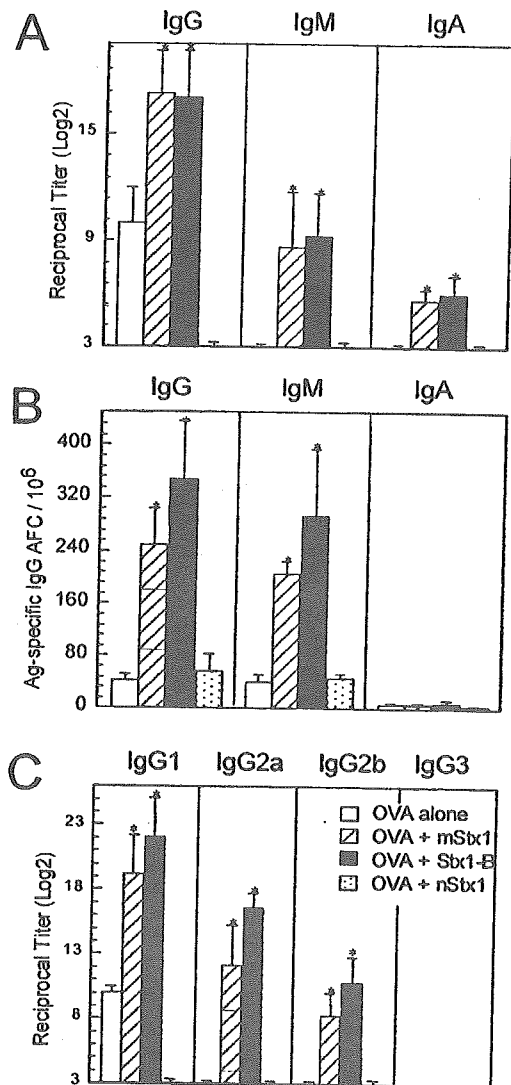 A
IgG IgM IgA
Reciprocal Titer (Log2)
15
9
3
B
IgG IgM IgA
Ag-specific IgG AFC / 10⁶
400
320
240
160
80
0
C
IgG1 IgG2a IgG2b IgG3
Reciprocal Titer (Log2)
23
18
13
8
3
OVA alone
OVA + mStx1
OVA + Stx1-B
OVA + nStx1